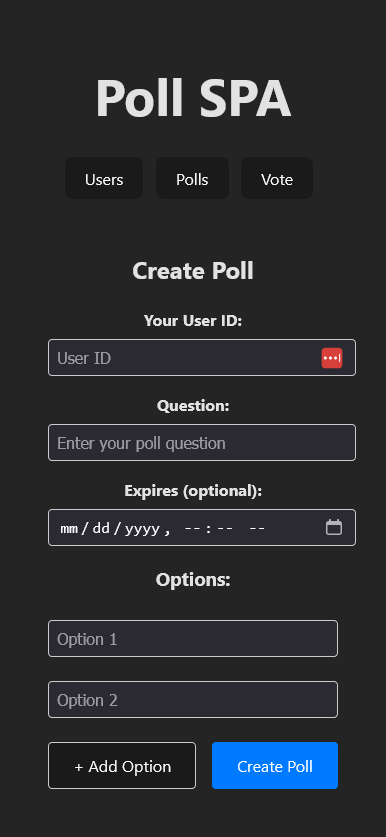 Poll SPA
Users Polls Vote
Create Poll
Your User ID:
User ID
Question:
Enter your poll question
Expires (optional):
mm/dd/yyyy, --:-- --
Options:
Option 1
Option 2
+ Add Option Create Poll